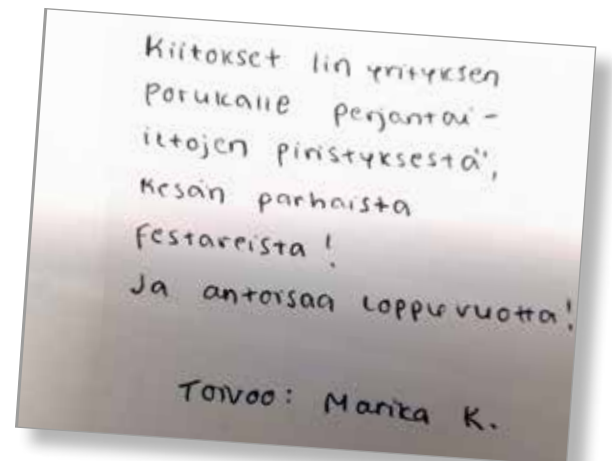 Kiitokset Iin yrityksen
porukalle perjantai-
iltojen piristyksestä,
Kesän parhaista
festareista!
Ja antoisaa loppuvuotta!
Toivoo: Marika K.